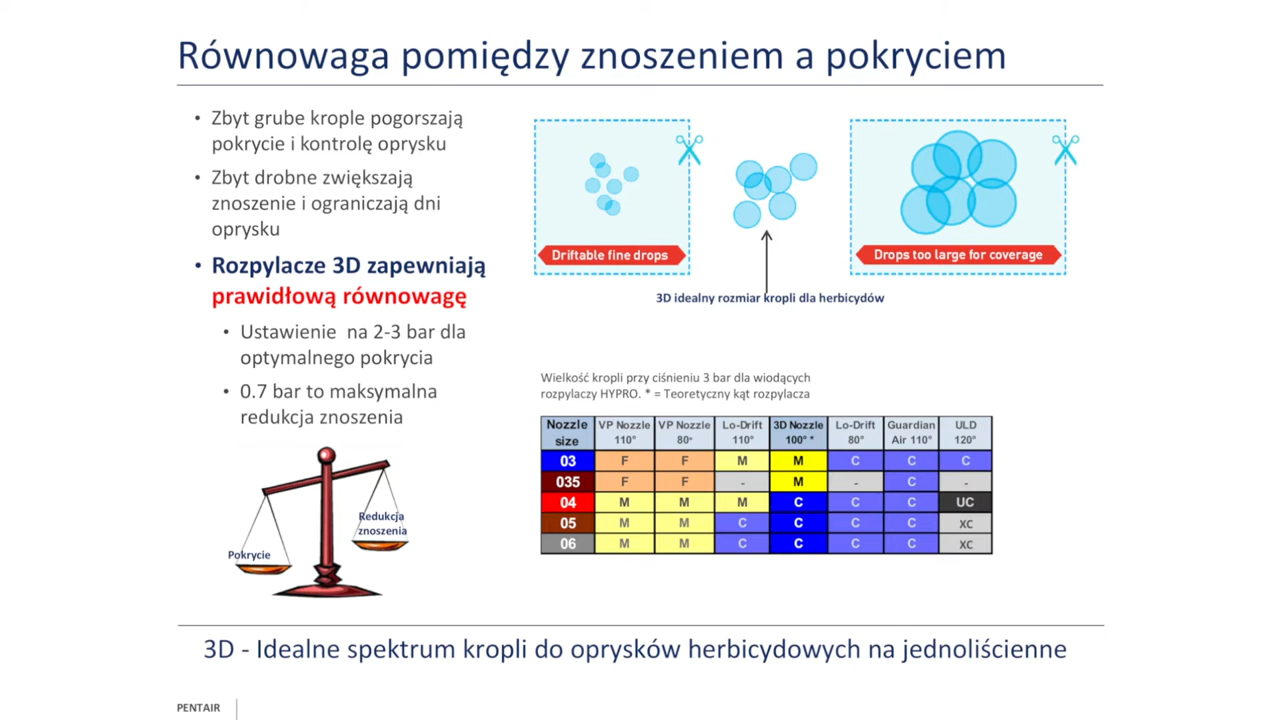 Równowaga pomiędzy znoszeniem a pokryciem
• Zbyt grube krople pogorszają
pokrycie i kontrolę oprysku
• Zbyt drobne zwiększają
znoszenie i ograniczają dni
oprysku
• Rozpylacze 3D zapewniają
prawidłową równowagę
• Ustawienie na 2-3 bar dla
optymalnego pokrycia
• 0.7 bar to maksymalna
redukcja znoszenia
Pokrycie
Redukcja
znoszenia
Driftable fine drops
Drops too large for coverage
3D idealny rozmiar kropli dla herbicydów
Wielkość kropli przy ciśnieniu 3 bar dla wiodących
rozpylaczy HYPRO. * = Teoretyczny kąt rozpylacza
Nozzle size VP Nozzle 110° VP Nozzle 80° Lo-Drift 110° 3D Nozzle 100° * Lo-Drift 80° Guardian Air 110° ULD 120°
03 F F M M C C C
035 F F - M - C -
04 M M M C C C UC
05 M M C C C C XC
06 M M C C C C XC
3D - Idealne spektrum kropli do oprysków herbicydowych na jednoliścienne
PENTAIR